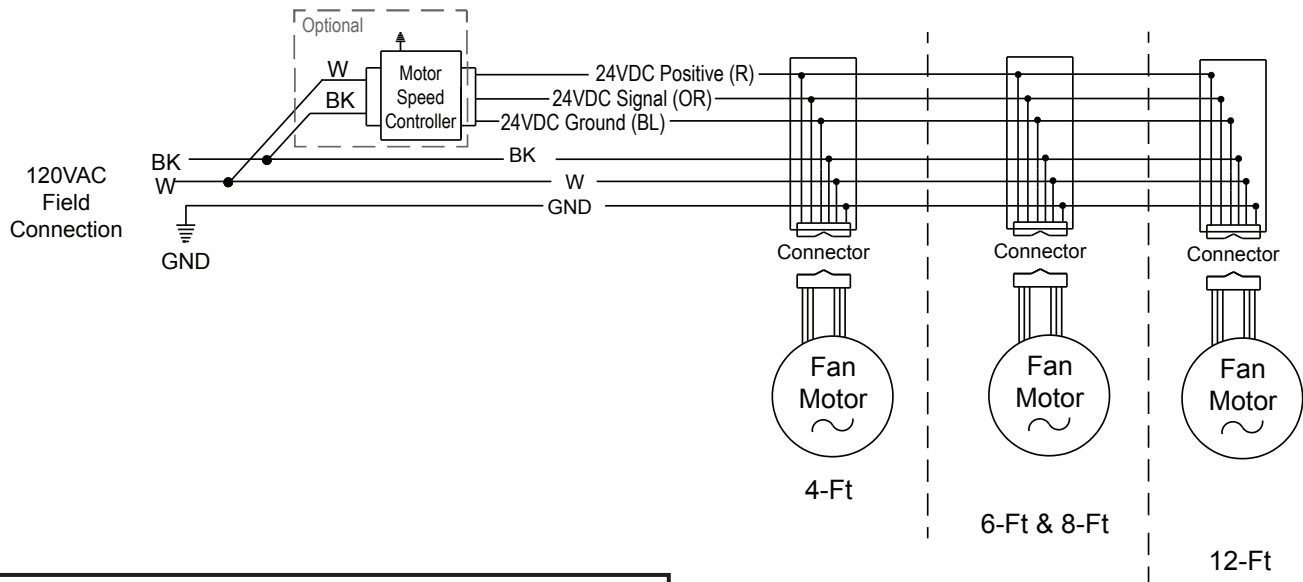 Optional
W
BK
Motor
Speed
Controller
24VDC Positive (R)
24VDC Signal (OR)
24VDC Ground (BL)
120VAC
Field
Connection
BK
W
GND
BK
W
GND
Connector
Connector
Connector
Fan
Motor
Fan
Motor
Fan
Motor
4-Ft
6-Ft & 8-Ft
12-Ft